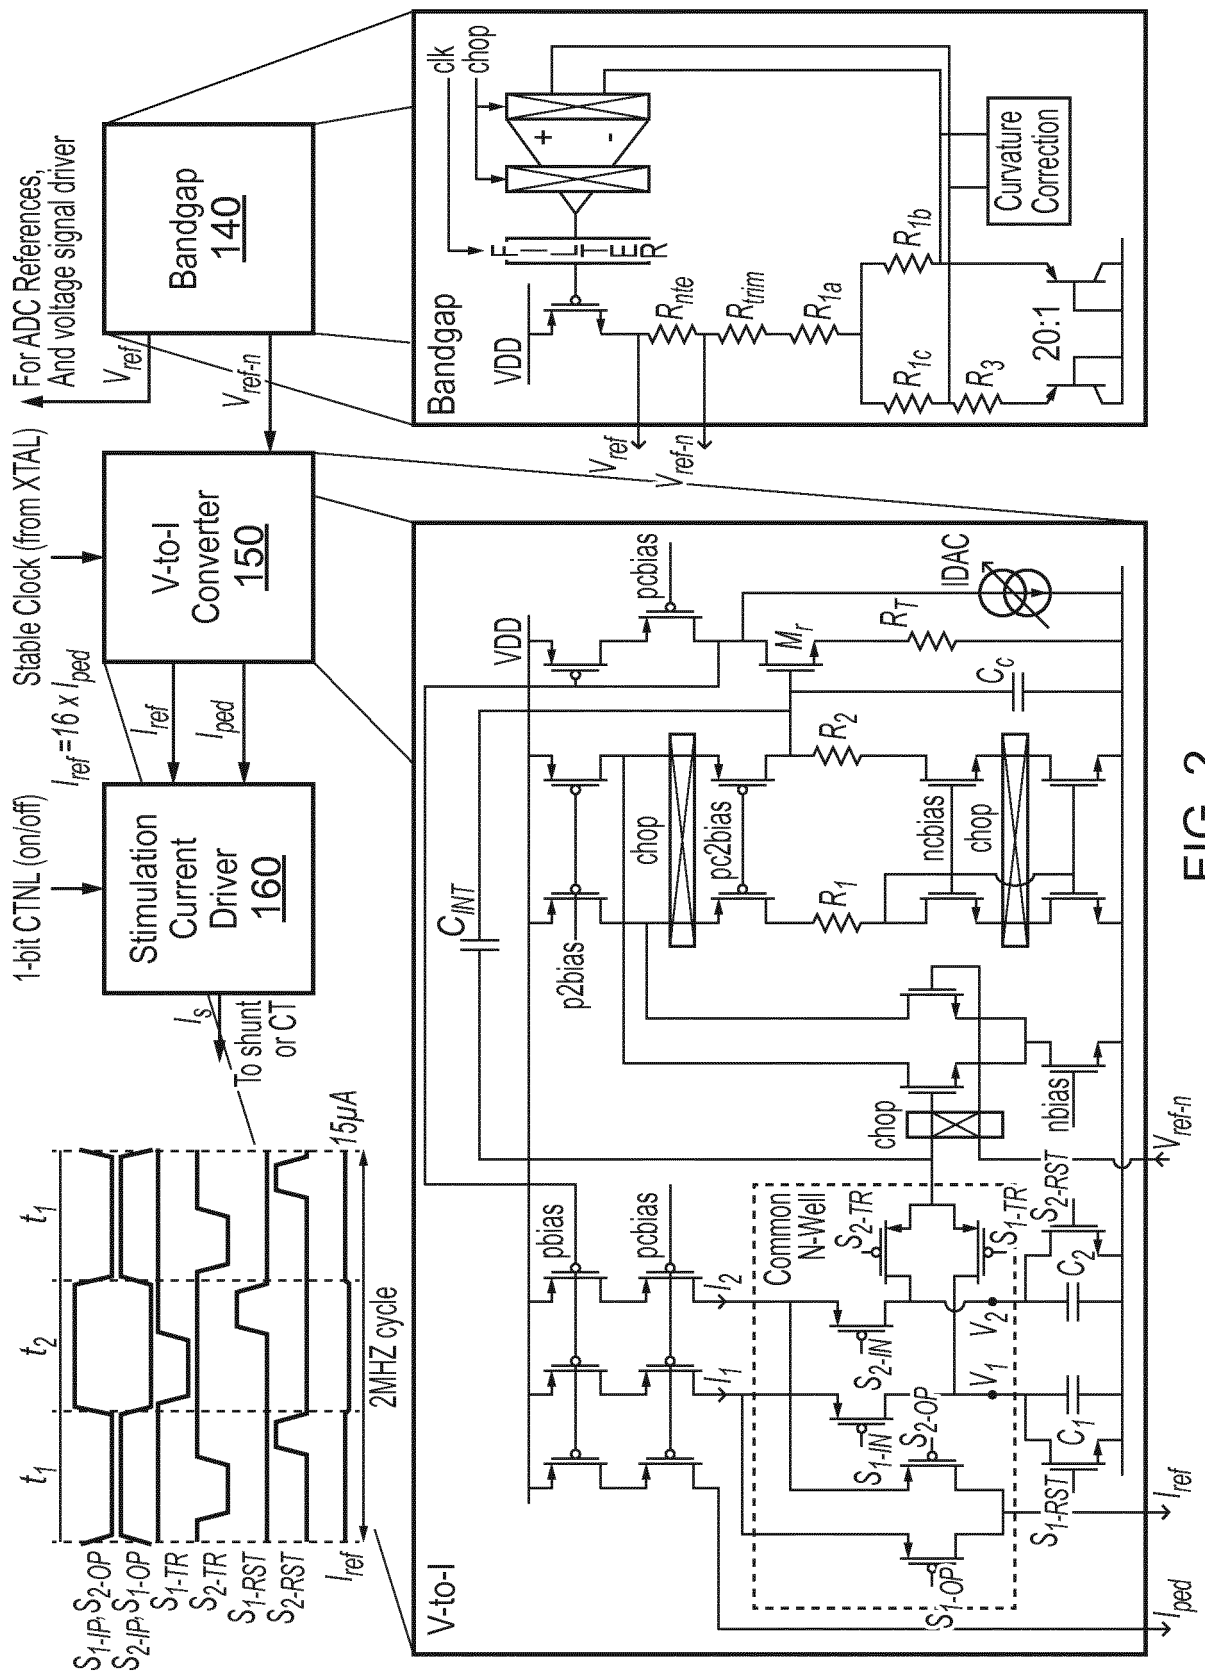 For ADC References,
And voltage signal driver
Stable Clock (from XTAL)
1-bit CTNL (on/off)
Bandgap
140
Vref
Vref-n
V-to-I
Converter
150
Iref = 16 x Iped
Iref
Iped
Stimulation
Current
Driver
160
Is
To shunt
or CT
t1
t2
t1
S1-IP,S2-OP
S2-IP,S1-OP
S1-TR
S2-TR
S1-RST
S2-RST
Iref
15µA
2MHZ cycle
Bandgap
clk
chop
+
-
FILTER
VDD
Rnte
Rtrim
R1a
R1b
R1c
R3
20:1
Curvature
Correction
Vref
Vref-n
V-to-I
pbias
pcbias
I1
I2
Common
N-Well
S1-OP
S2-OP
S1-IN
S2-IN
S2-TR
S1-TR
V1
V2
S1-RST
C1
C2
S2-RST
Iped
Iref
Vref-n
chop
nbias
CINT
p2bias
chop
pc2bias
R1
R2
ncbias
chop
Cc
VDD
pcbias
Mr
RT
IDAC
FIG. 2